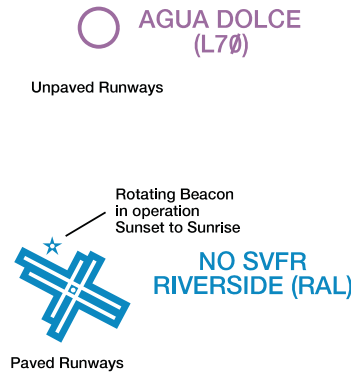 AGUA DOLCE
(L7Ø)
Unpaved Runways
Rotating Beacon
in operation
Sunset to Sunrise
NO SVFR
RIVERSIDE (RAL)
Paved Runways